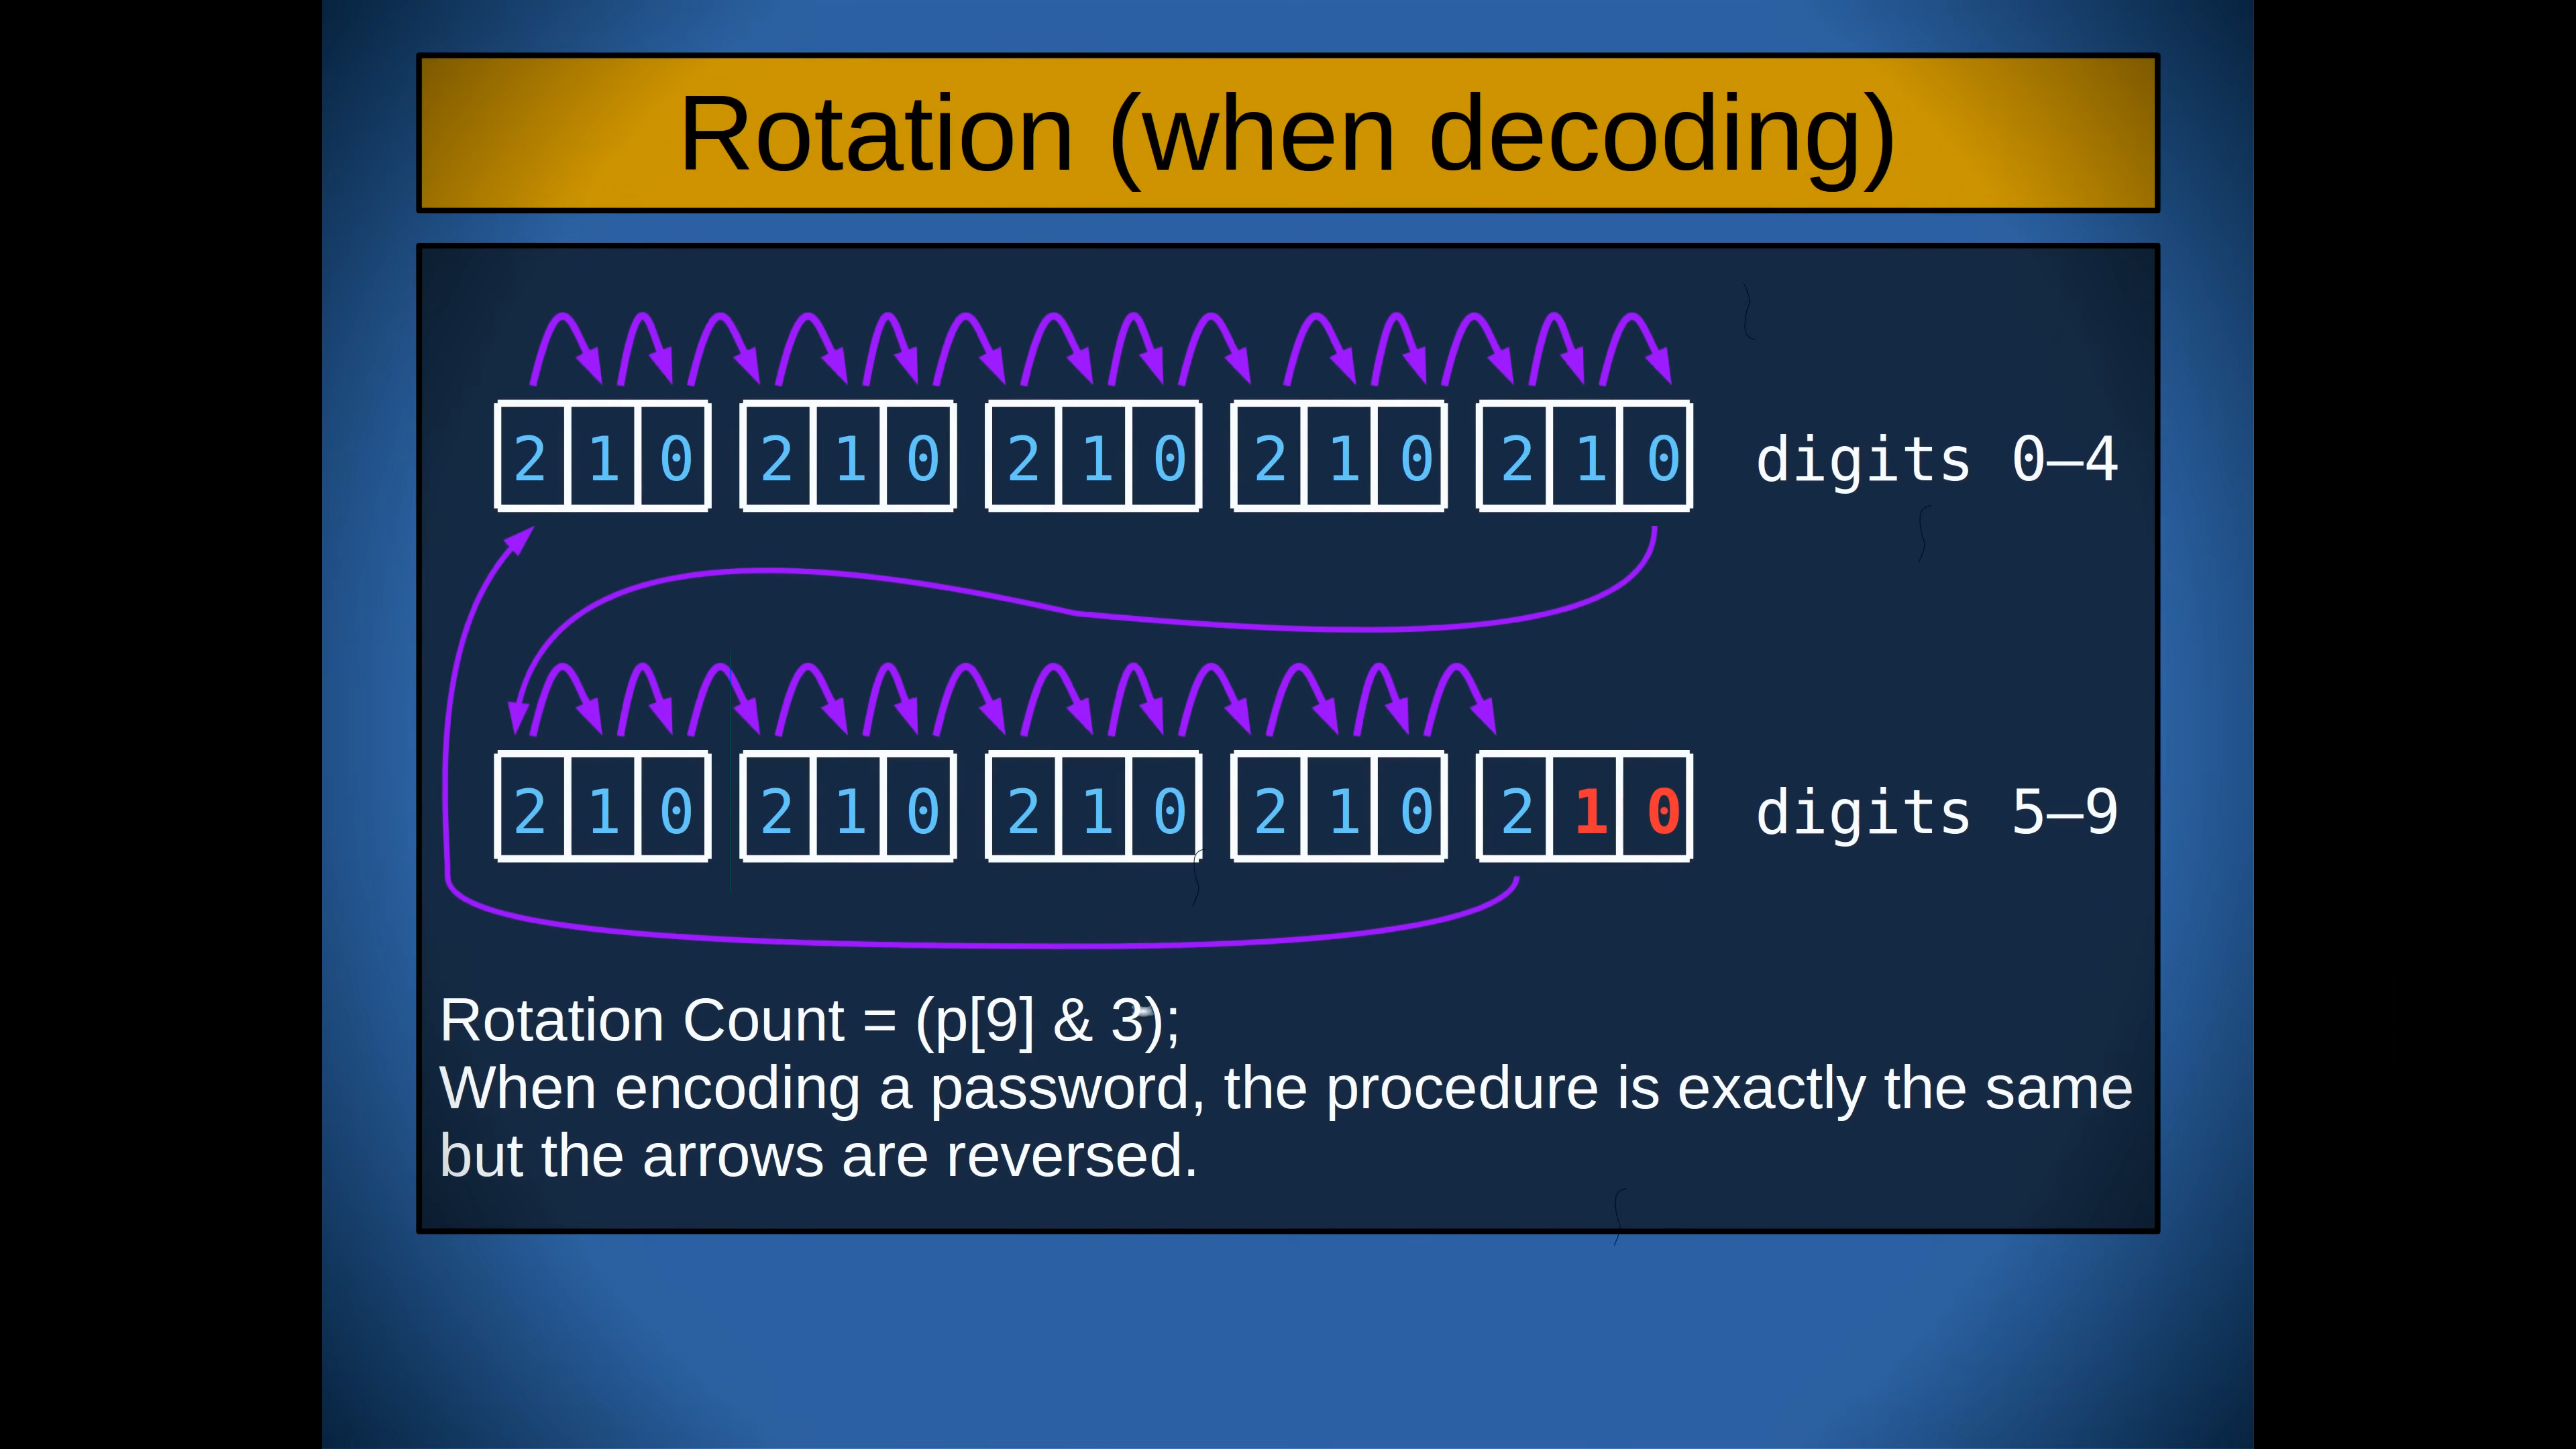 Rotation (when decoding)
2 1 0 2 1 0 2 1 0 2 1 0 2 1 0 digits 0–4
2 1 0 2 1 0 2 1 0 2 1 0 2 1 0 digits 5–9
Rotation Count = (p[9] & 3);
When encoding a password, the procedure is exactly the same
but the arrows are reversed.